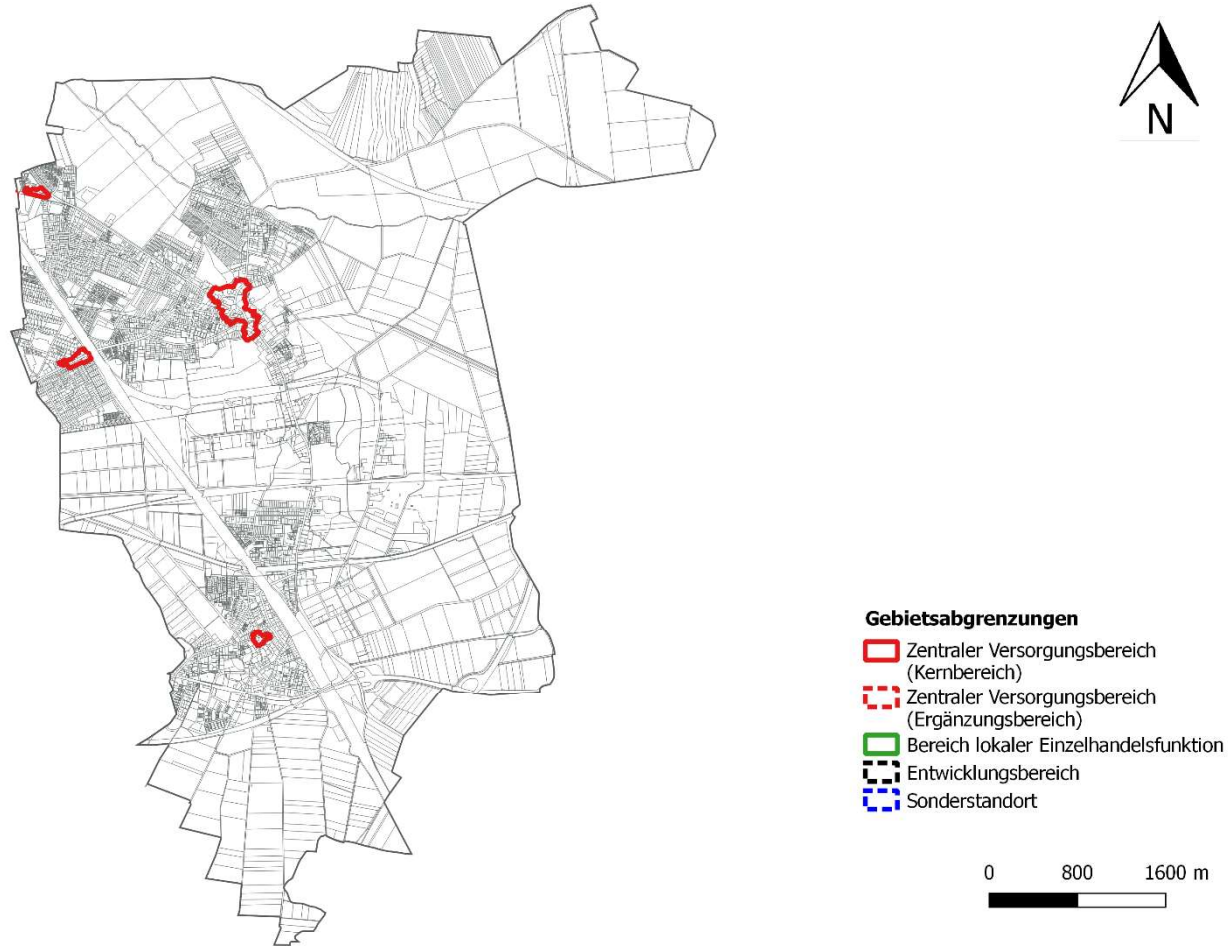 N
Gebietsabgrenzungen
Zentraler Versorgungsbereich
(Kernbereich)
Zentraler Versorgungsbereich
(Ergänzungsbereich)
Bereich lokaler Einzelhandelsfunktion
Entwicklungsbereich
Sonderstandort
0 800 1600 m